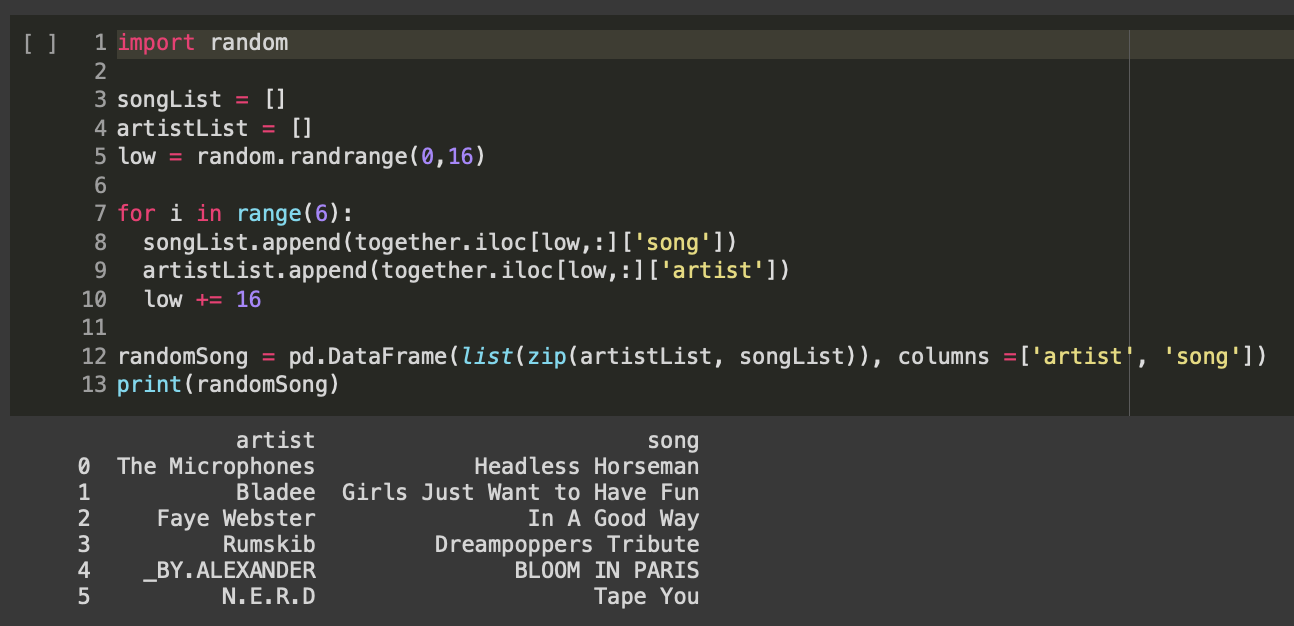 [ ] 1 import random
2
3 songList = []
4 artistList = []
5 low = random.randrange(0,16)
6
7 for i in range(6):
8   songList.append(together.iloc[low,:]['song'])
9   artistList.append(together.iloc[low,:]['artist'])
10   low += 16
11
12 randomSong = pd.DataFrame(list(zip(artistList, songList)), columns =['artist', 'song'])
13 print(randomSong)
artist song
0 The Microphones Headless Horseman
1 Bladee Girls Just Want to Have Fun
2 Faye Webster In A Good Way
3 Rumskib Dreampoppers Tribute
4 _BY.ALEXANDER BLOOM IN PARIS
5 N.E.R.D Tape You